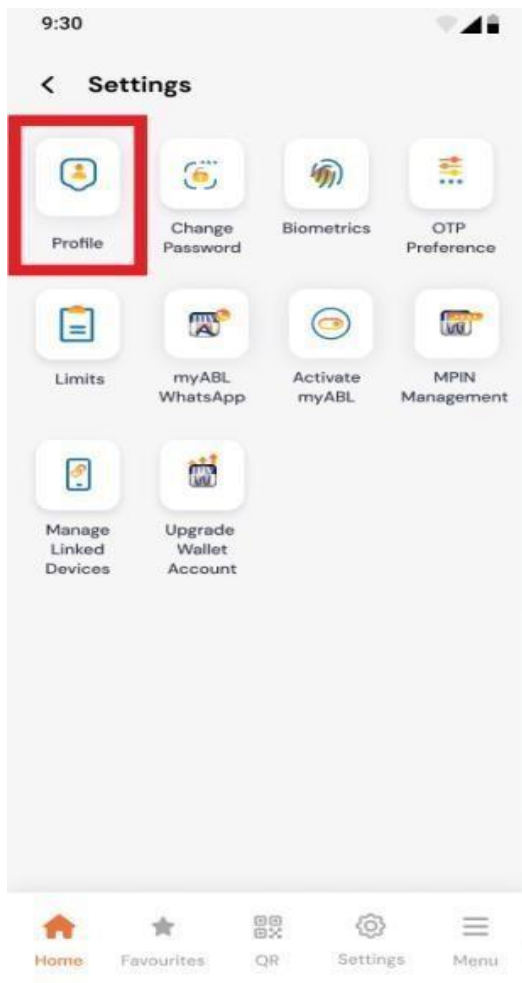 9:30
< Settings
Profile
Change
Password
Biometrics
OTP
Preference
Limits
myABL
WhatsApp
Activate
myABL
MPIN
Management
Manage
Linked
Devices
Upgrade
Wallet
Account
Home
Favourites
QR
Settings
Menu